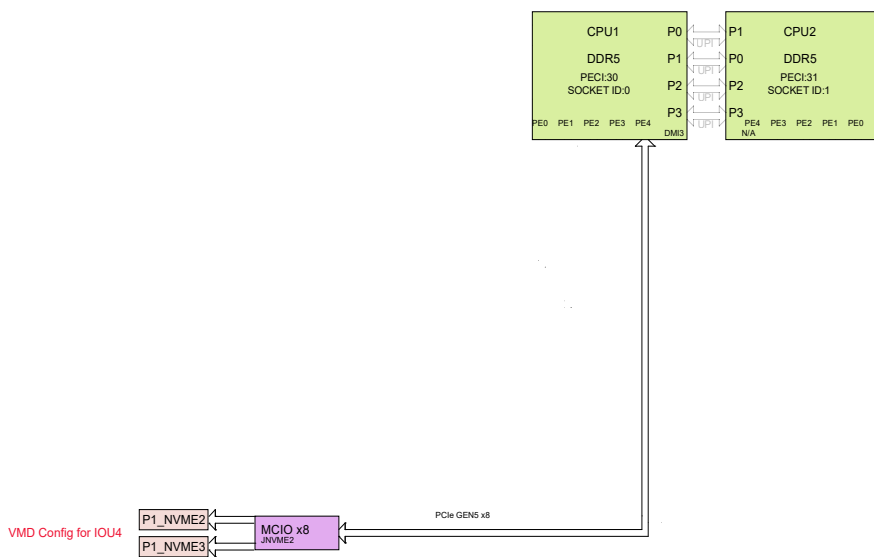 CPU1
P0
UPI
P1
CPU2
DDR5
P1
UPI
P0
DDR5
PECI:30
SOCKET ID:0
P2
UPI
P2
PECI:31
SOCKET ID:1
P3
UPI
P3
PE0 PE1 PE2 PE3 PE4
DMI3
PE4 PE3 PE2 PE1 PE0
N/A
PCIe GEN5 x8
P1_NVME2
MCIO x8
JNVME2
VMD Config for IOU4
P1_NVME3